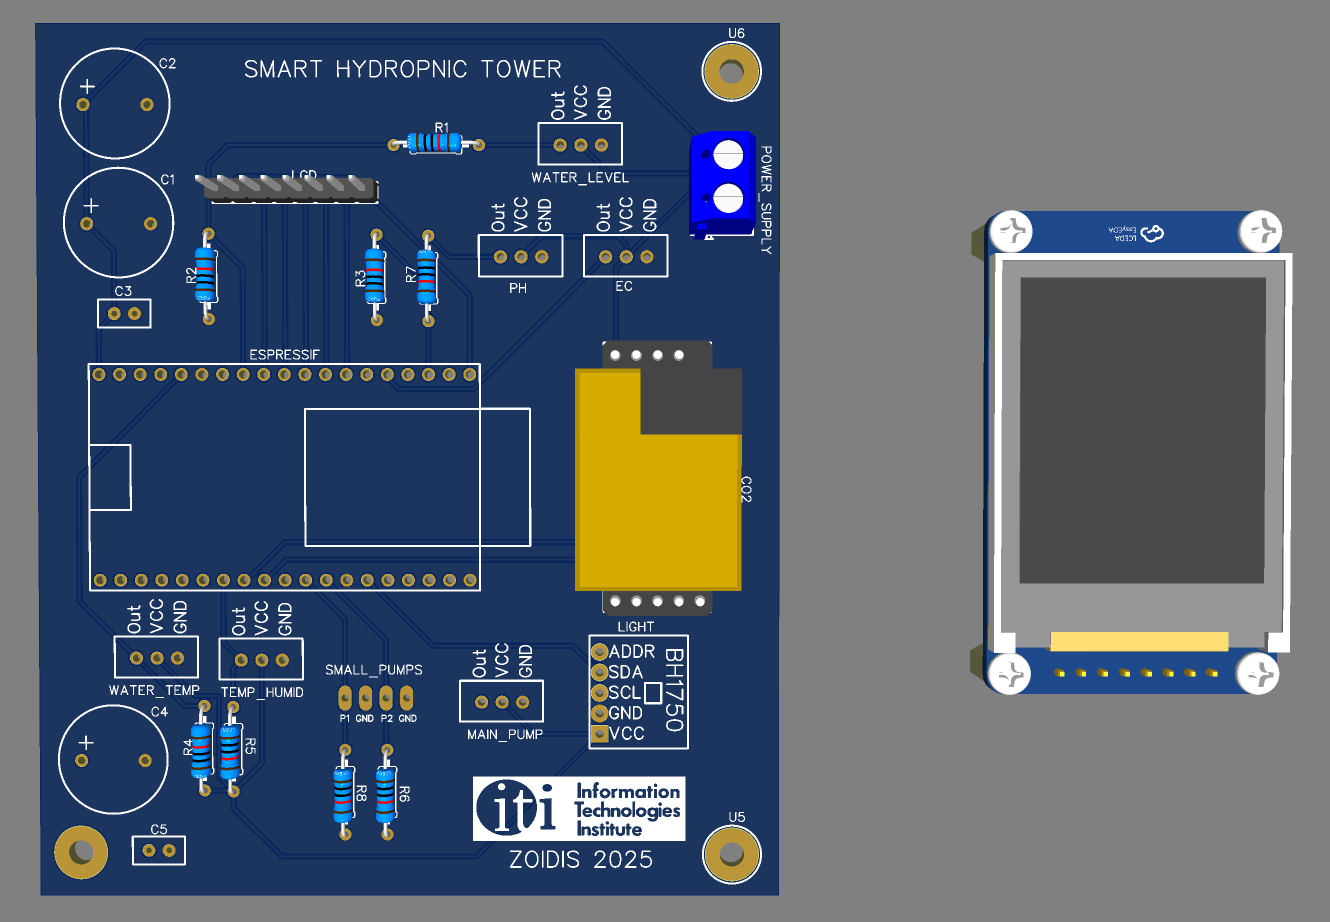 U6
C2
SMART HYDROPNIC TOWER
Out VCC GND
R1
WATER_LEVEL
POWER_SUPPLY
C1
LCD
Out VCC GND
Out VCC GND
PH
EC
R2
R3
R7
C3
ESPRESSIF
CO2
LIGHT
ADDR
SDA
SCL
GND
VCC
BH1750
Out VCC GND
Out VCC GND
WATER_TEMP
TEMP_HUMID
SMALL_PUMPS
P1 GND P2 GND
Out VCC GND
MAIN_PUMP
C4
R4
R5
R8
R6
C5
iti
Information
Technologies
Institute
ZOIDIS 2025
U5
LCEDA
EasyEDA